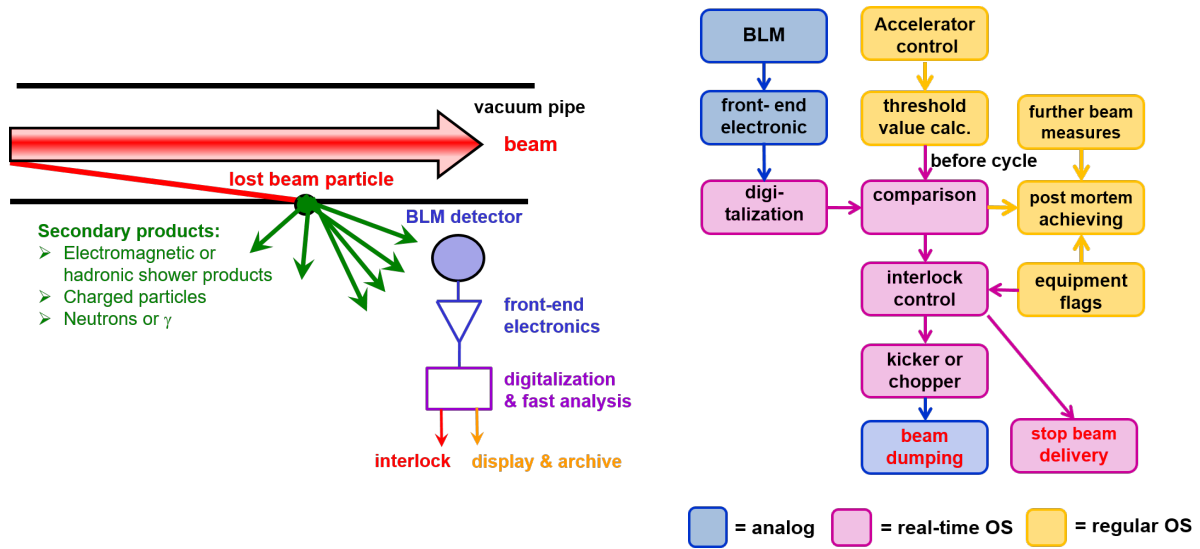 vacuum pipe
beam
lost beam particle
BLM detector
Secondary products:
➢ Electromagnetic or
hadronic shower products
➢ Charged particles
➢ Neutrons or γ
front-end
electronics
digitalization
& fast analysis
interlock
display & archive
BLM
Accelerator
control
front- end
electronic
threshold
value calc.
further beam
measures
before cycle
digi-
talization
comparison
post mortem
achieving
interlock
control
equipment
flags
kicker or
chopper
beam
dumping
stop beam
delivery
= analog
= real-time OS
= regular OS